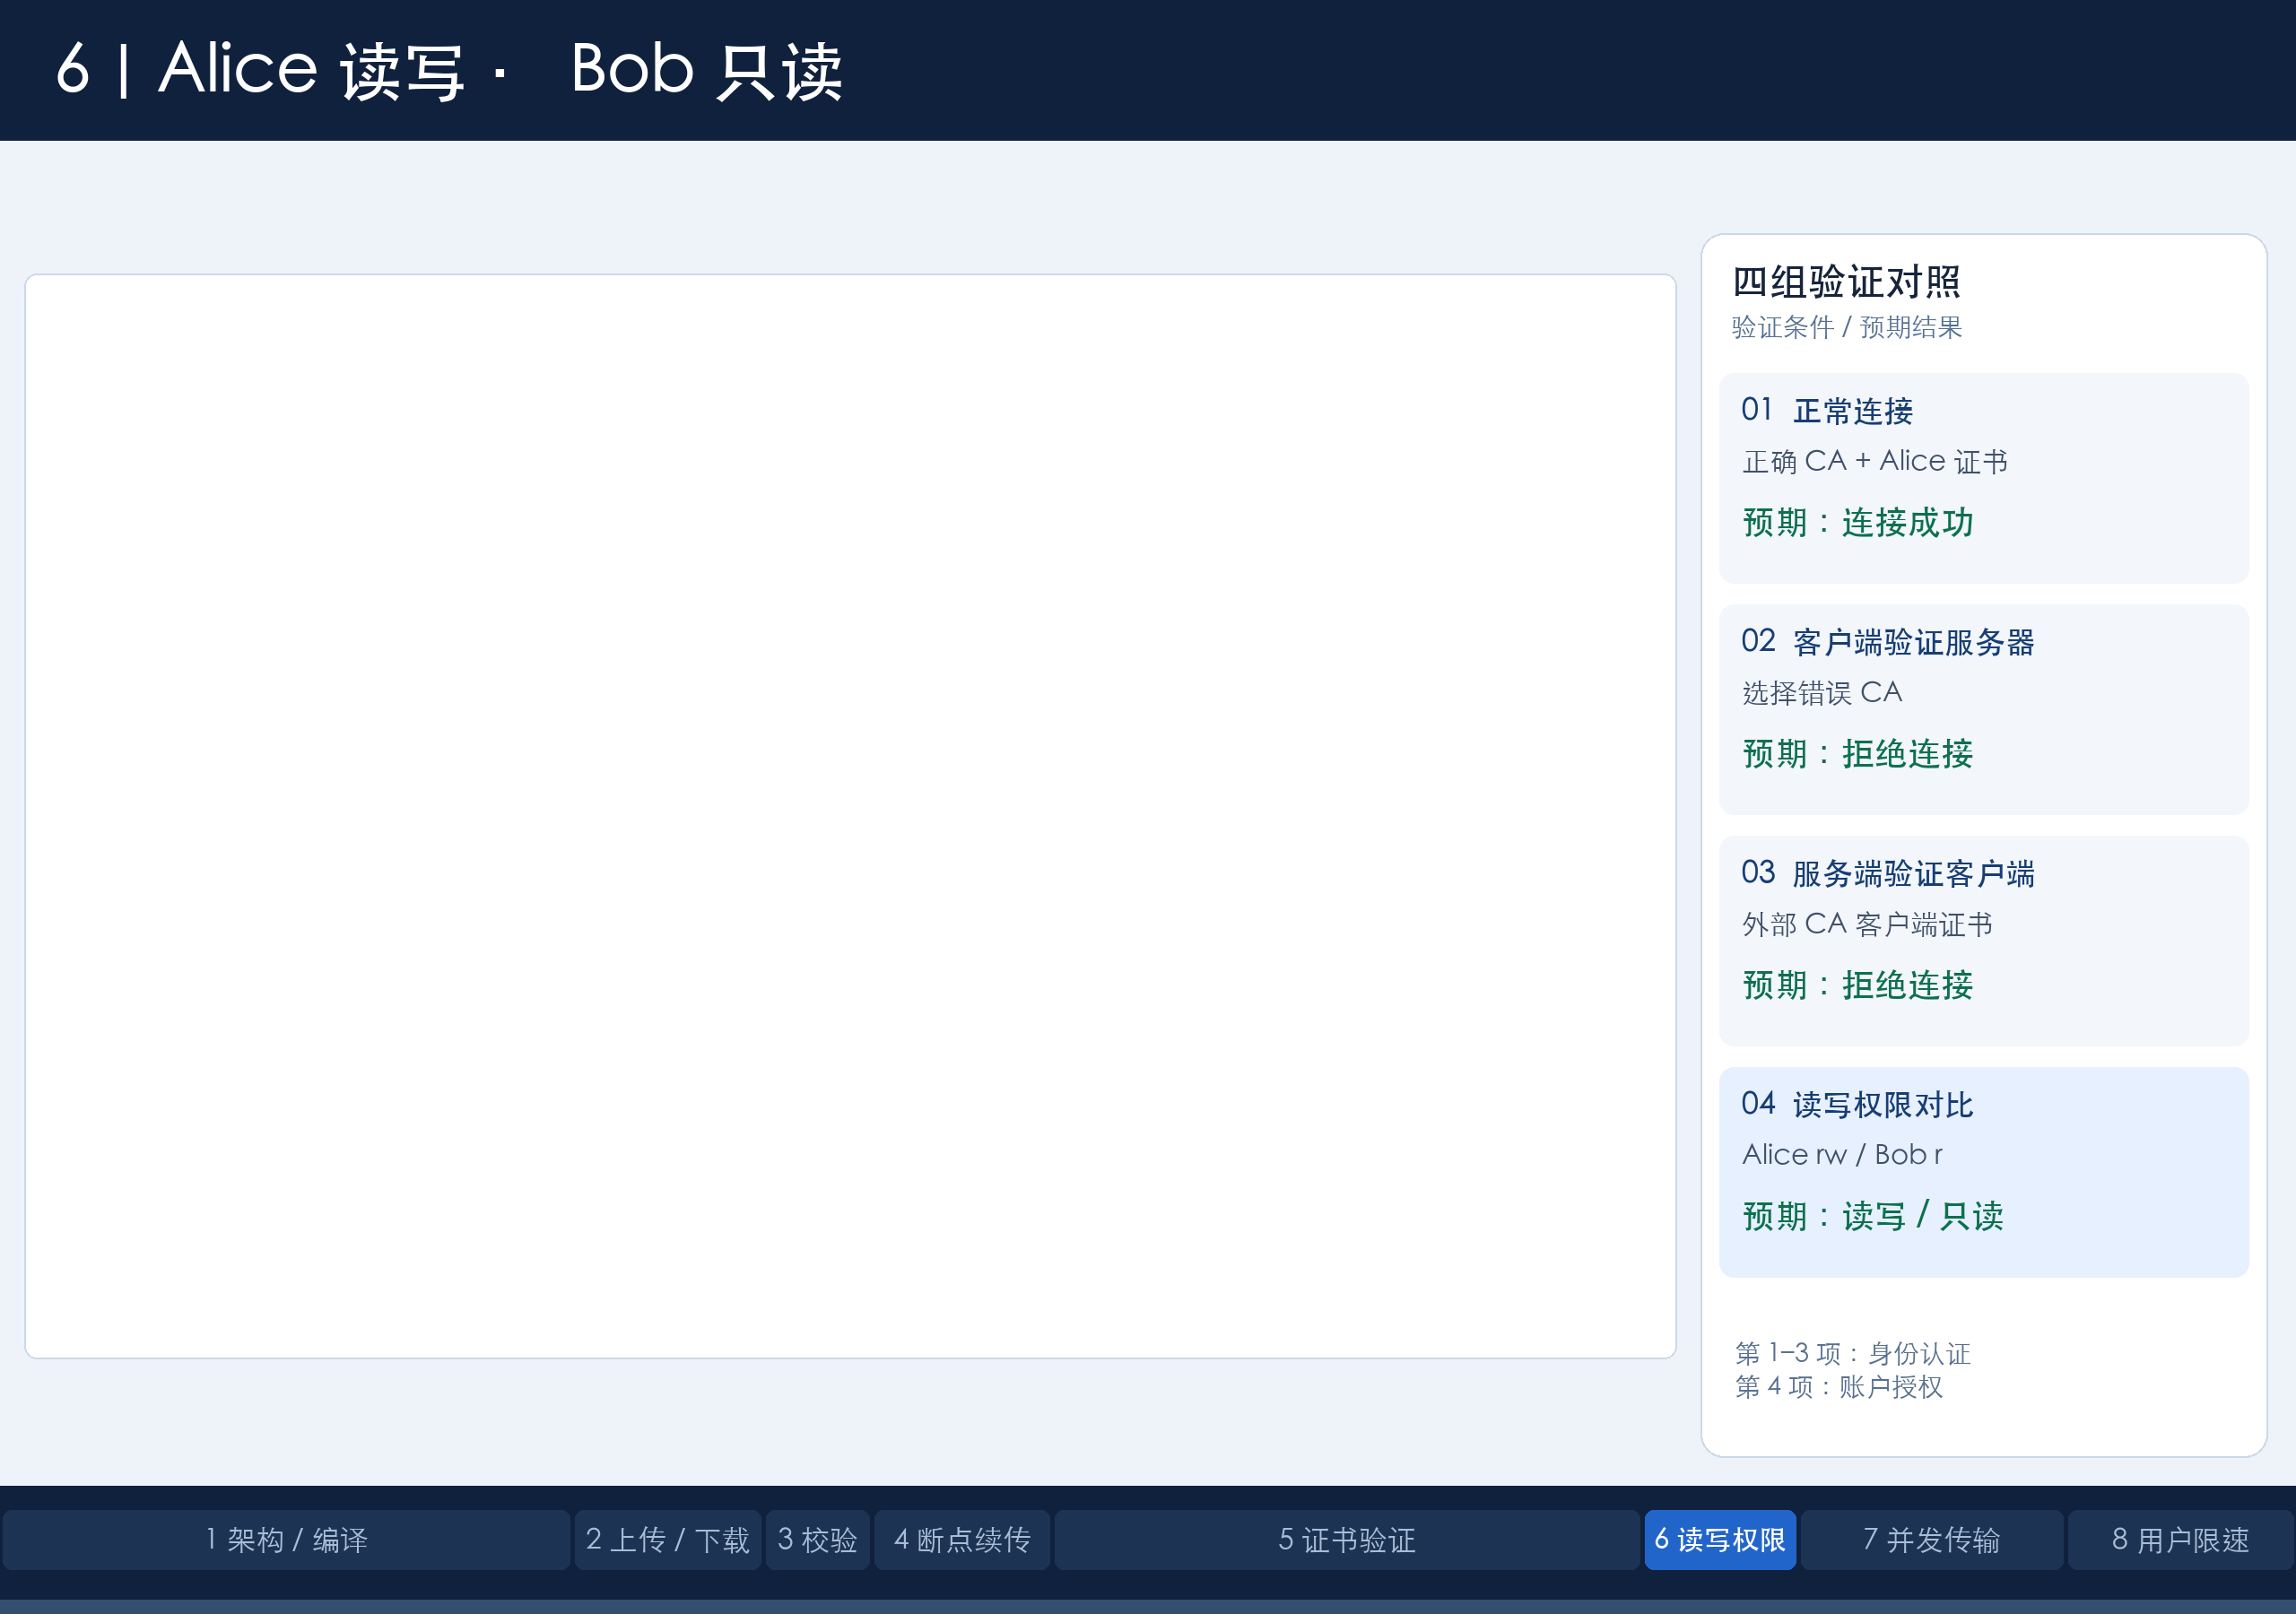 6 | Alice 读写 · Bob 只读
四组验证对照
验证条件 / 预期结果
01 正常连接
正确 CA + Alice 证书
预期：连接成功
02 客户端验证服务器
选择错误 CA
预期：拒绝连接
03 服务端验证客户端
外部 CA 客户端证书
预期：拒绝连接
04 读写权限对比
Alice rw / Bob r
预期：读写 / 只读
第 1–3 项：身份认证
第 4 项：账户授权
1 架构 / 编译
2 上传 / 下载
3 校验
4 断点续传
5 证书验证
6 读写权限
7 并发传输
8 用户限速